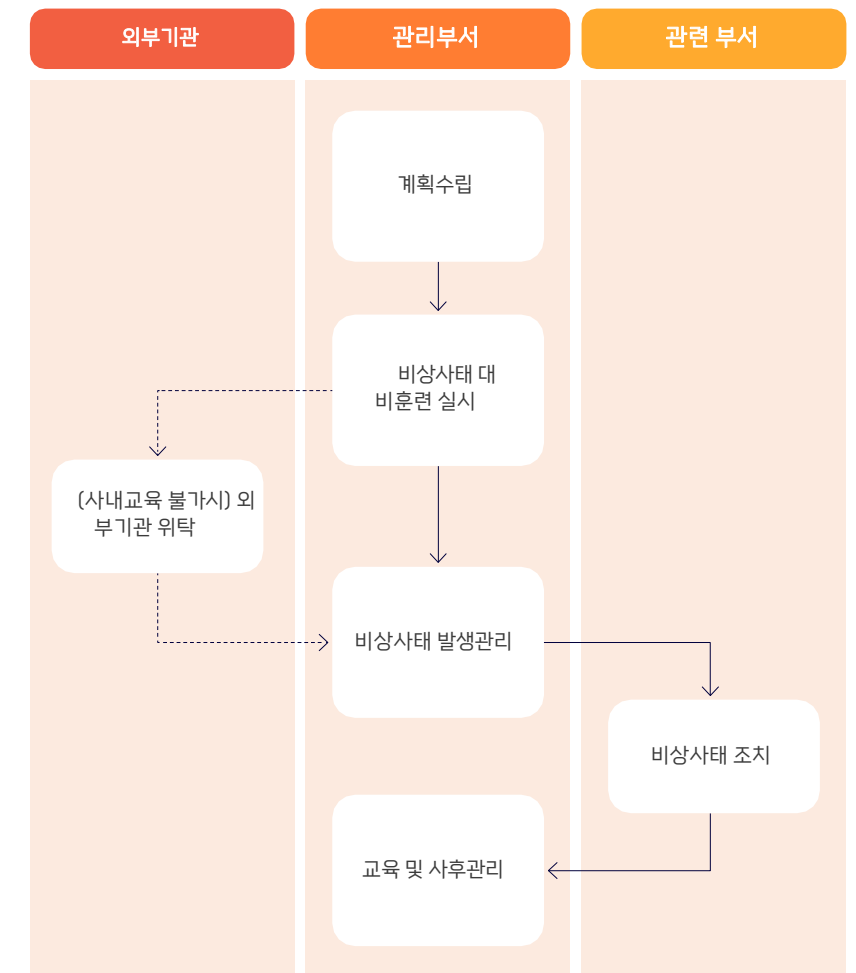 외부기관
관리부서
관련 부서
계획수립
비상사태 대
비훈련 실시
(사내교육 불가시) 외
부기관 위탁
비상사태 발생관리
비상사태 조치
교육 및 사후관리